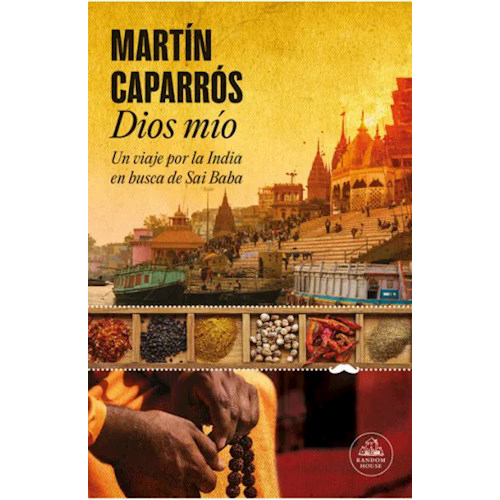 MARTÍN
CAPARRÓS
Dios mío
Un viaje por la India
en busca de Sai Baba
RANDOM
HOUSE